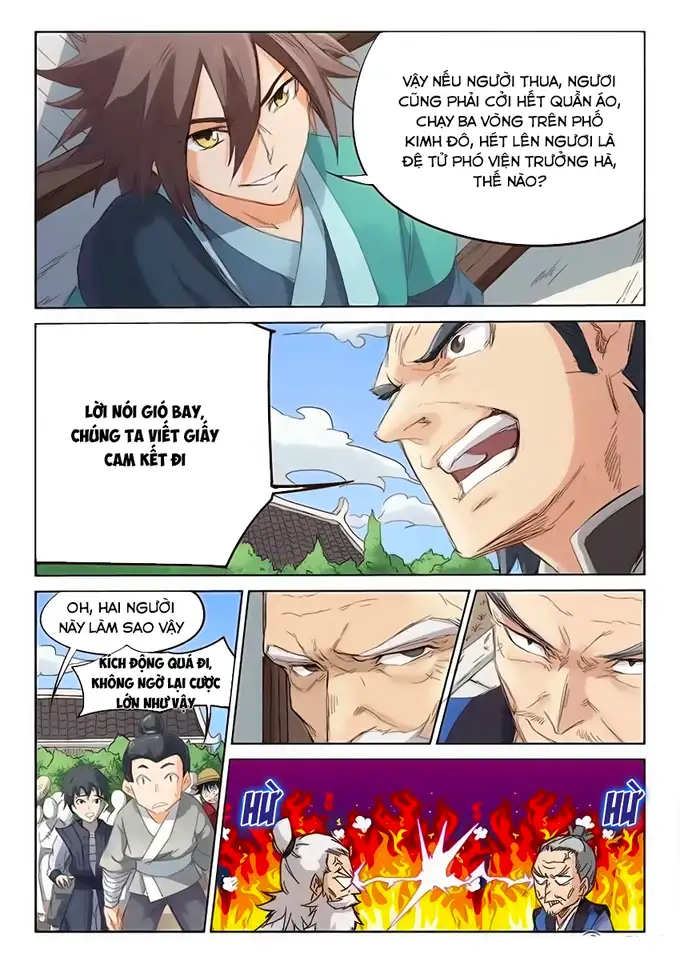 VẬY NẾU NGƯỜI THUA, NGƯƠI
CŨNG PHẢI CỞI HẾT QUẦN ÁO,
CHẠY BA VÒNG TRÊN PHỐ
KINH ĐÔ, HÉT LÊN NGƯƠI LÀ
ĐỆ TỬ PHÓ VIỆN TRƯỞNG HÀ,
THẾ NÀO?
LỜI NÓI GIÓ BAY,
CHÚNG TA VIẾT GIẤY
CAM KẾT ĐI
OH, HAI NGƯỜI
NÀY LÀM SAO VẬY
KÍCH ĐỘNG QUÁ ĐI,
KHÔNG NGỜ LẠI CƯỢC
LỚN NHƯ VẬY
HỪ
HỪ